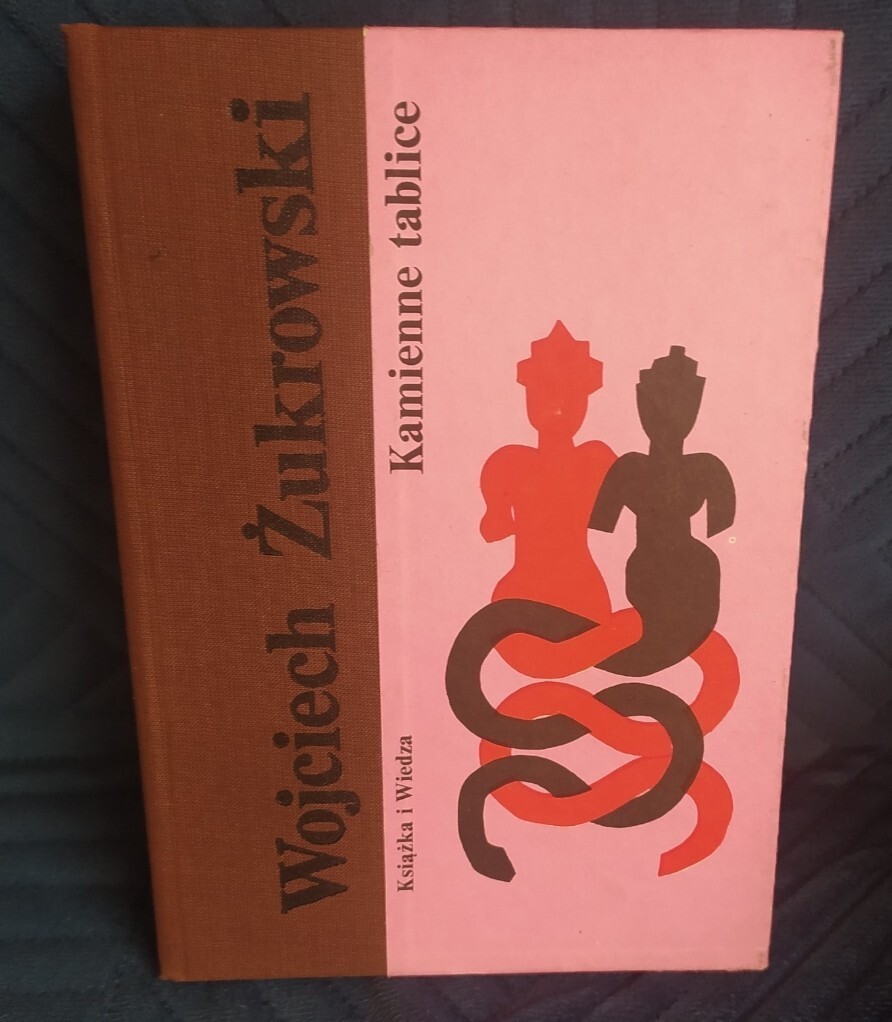 Wojciech Żukrowski
Kamienne tablice
Książka i Wiedza